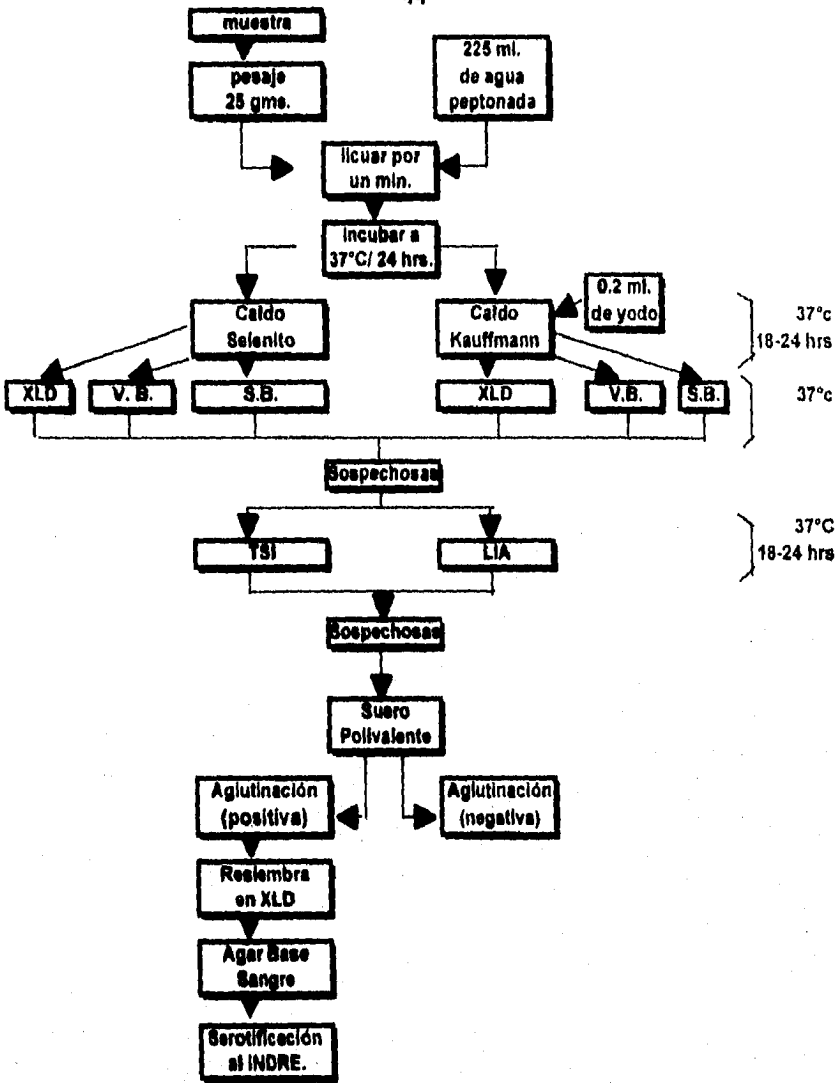 muestra
pesaje
25 gms.
225 ml.
de agua
peptonada
licuar por
un min.
Incubar a
37°C/ 24 hrs.
Caldo
Selenito
Caldo
Kauffmann
0.2 ml.
de yodo
37°c
18-24 hrs
XLD
V. B.
S.B.
XLD
V.B.
S.B.
37°c
Sospechosas
TSI
LIA
37°C
18-24 hrs
Sospechosas
Suero
Polivalente
Aglutinación
(positiva)
Aglutinación
(negativa)
Resiembra
en XLD
Agar Base
Sangre
Serotificación
al INDRE.